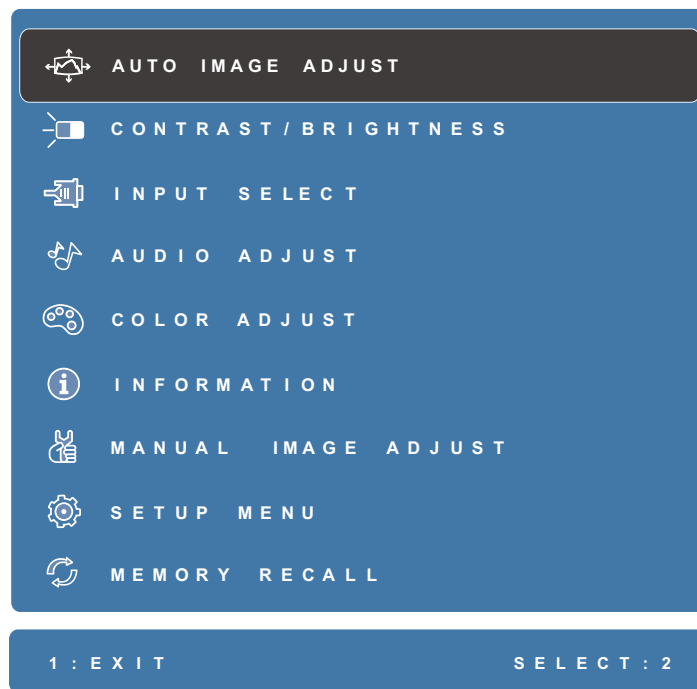 AUTO IMAGE ADJUST
CONTRAST/BRIGHTNESS
INPUT SELECT
AUDIO ADJUST
COLOR ADJUST
INFORMATION
MANUAL IMAGE ADJUST
SETUP MENU
MEMORY RECALL
1:EXIT SELECT:2